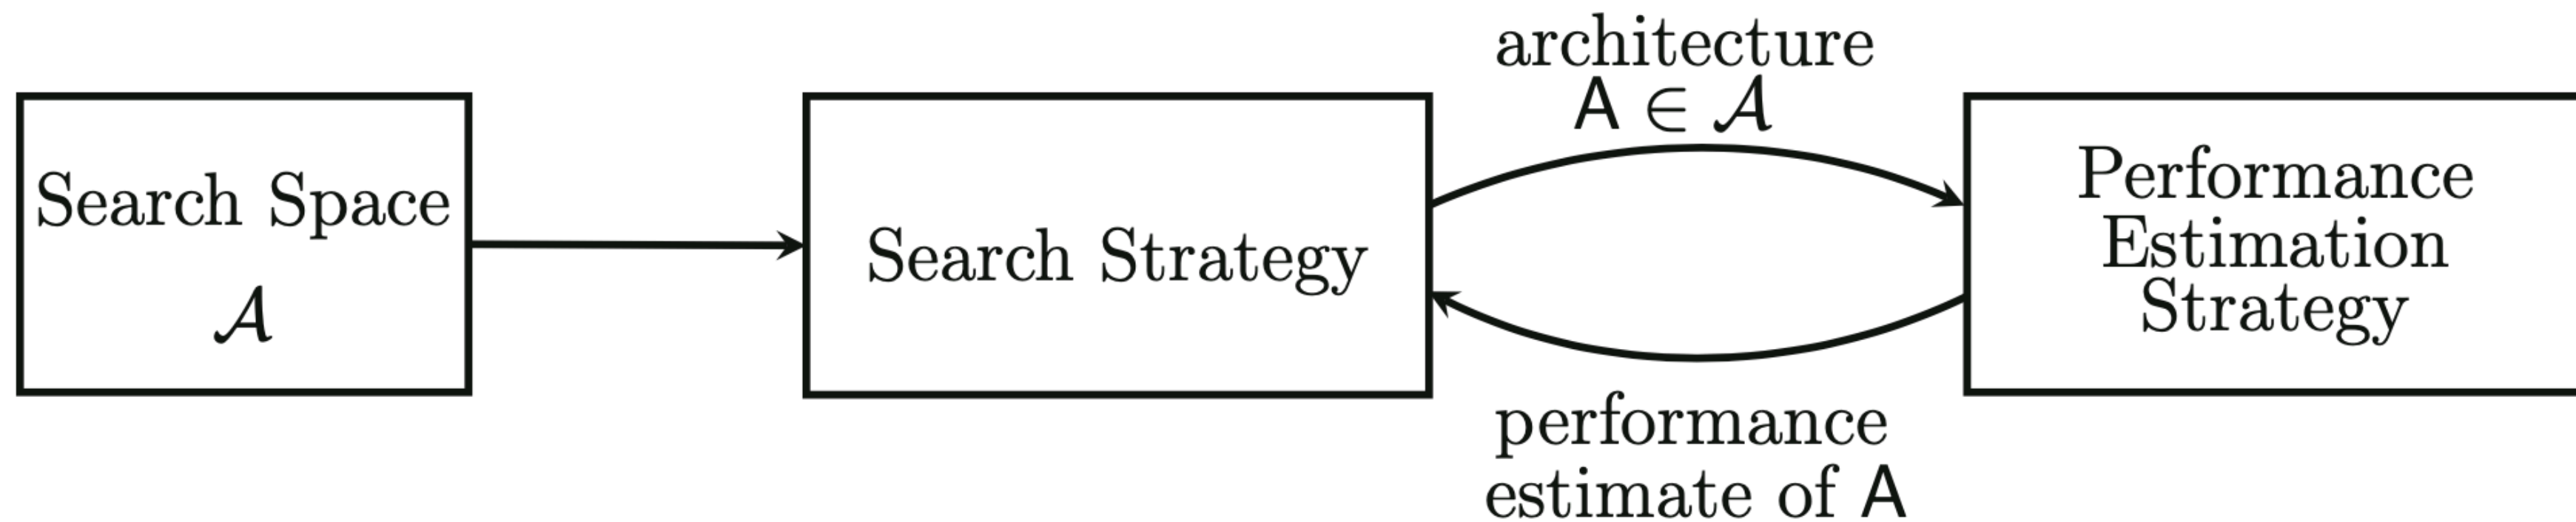 Search Space
𝒜
Search Strategy
architecture
A ∈ 𝒜
performance
estimate of A
Performance
Estimation
Strategy